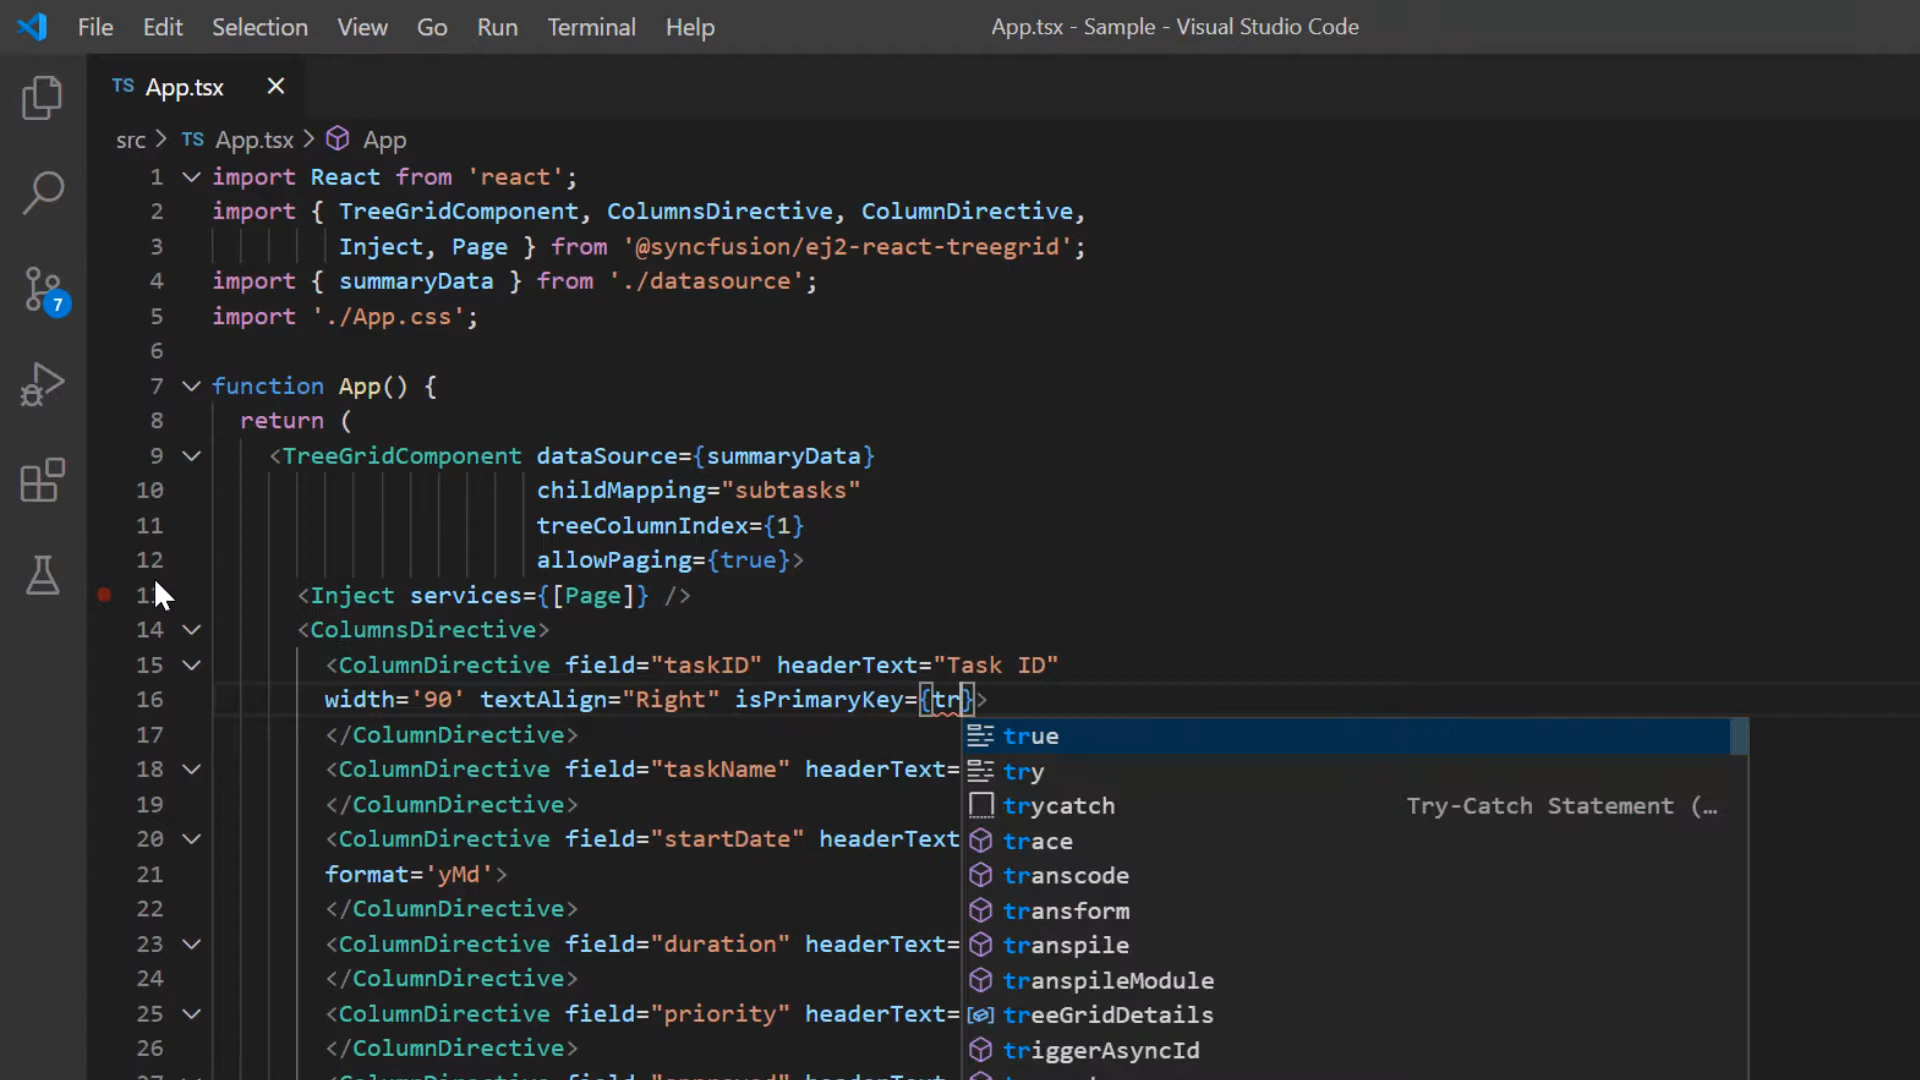 File Edit Selection View Go Run Terminal Help App.tsx - Sample - Visual Studio Code
TS App.tsx
src > TS App.tsx > App
1 import React from 'react';
2 import { TreeGridComponent, ColumnsDirective, ColumnDirective,
3 Inject, Page } from '@syncfusion/ej2-react-treegrid';
4 import { summaryData } from './datasource';
5 import './App.css';
6
7 function App() {
8 return (
9 <TreeGridComponent dataSource={summaryData}
10 childMapping="subtasks"
11 treeColumnIndex={1}
12 allowPaging={true}>
<Inject services={[Page]} />
14 <ColumnsDirective>
15 <ColumnDirective field="taskID" headerText="Task ID"
16 width='90' textAlign="Right" isPrimaryKey={tr}>
17 </ColumnDirective>
18 <ColumnDirective field="taskName" headerText=
19 </ColumnDirective>
20 <ColumnDirective field="startDate" headerText
21 format='yMd'>
22 </ColumnDirective>
23 <ColumnDirective field="duration" headerText=
24 </ColumnDirective>
25 <ColumnDirective field="priority" headerText=
26 </ColumnDirective>
true
try
trycatch Try-Catch Statement (…
trace
transcode
transform
transpile
transpileModule
treeGridDetails
triggerAsyncId
7